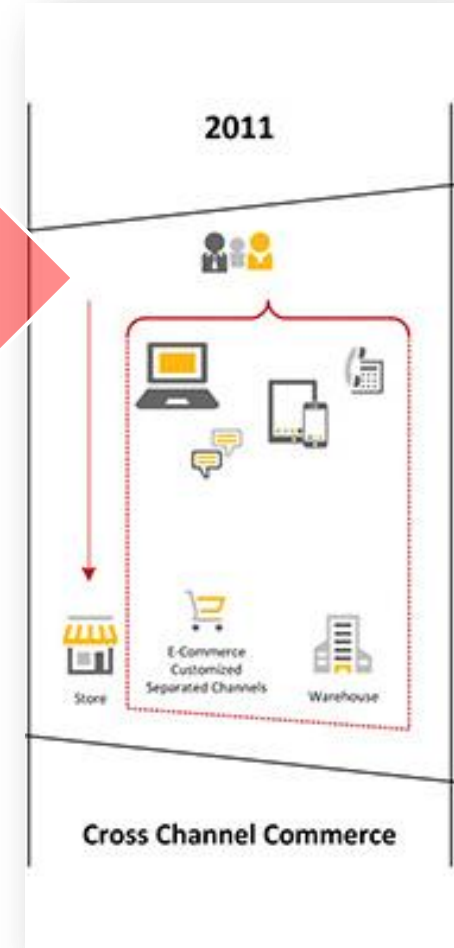 2011
E-Commerce
Customized
Separated Channels
Store
Warehouse
Cross Channel Commerce